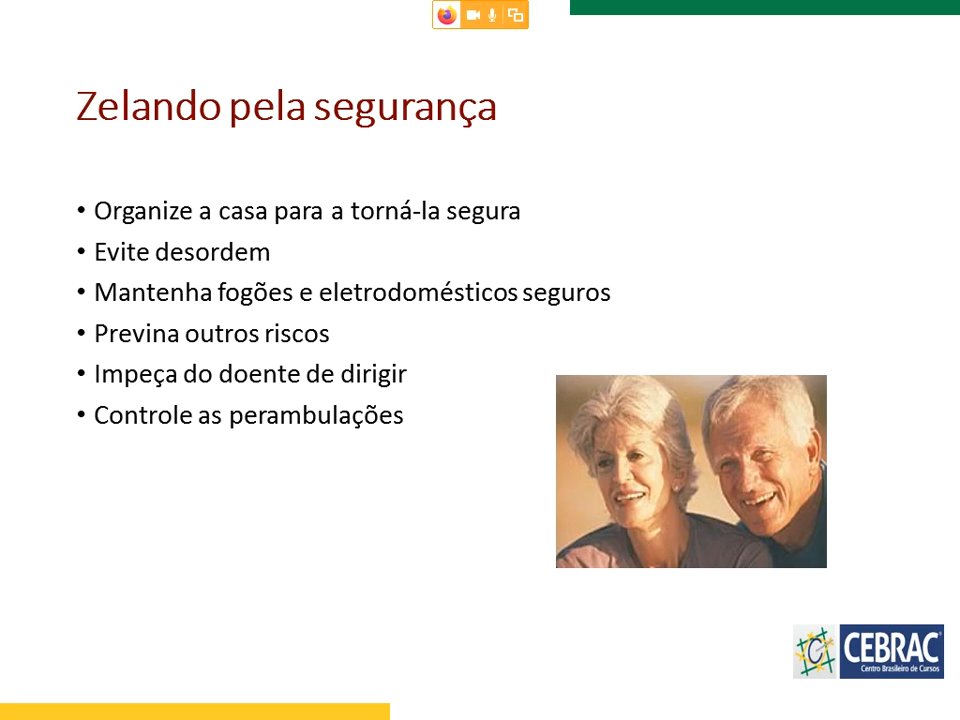 Zelando pela segurança
• Organize a casa para a torná-la segura
• Evite desordem
• Mantenha fogões e eletrodomésticos seguros
• Previna outros riscos
• Impeça do doente de dirigir
• Controle as perambulações
CEBRAC
Centro Brasileiro de Cursos